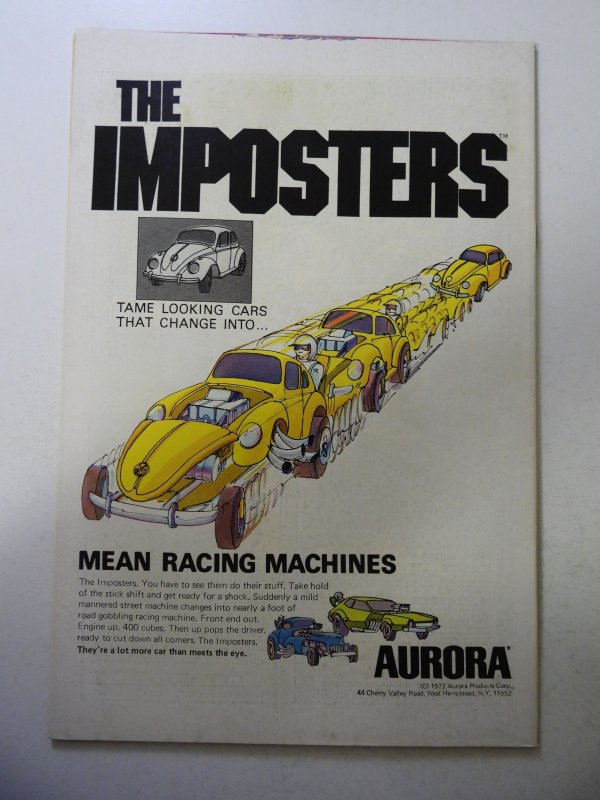 THE
IMPOSTERS™
TAME LOOKING CARS
THAT CHANGE INTO...
MEAN RACING MACHINES
The Imposters. You have to see them do their stuff. Take hold
of the stick shift and get ready for a shock. Suddenly a mild
mannered street machine changes into nearly a foot of
road gobbling racing machine. Front end out.
Engine up. 400 cubes. Then up pops the driver,
ready to cut down all comers. The Imposters.
They're a lot more car than meets the eye.
AURORA®
(C) 1972 Aurora Products Corp.,
44 Cherry Valley Road, West Hempstead, N.Y. 11552